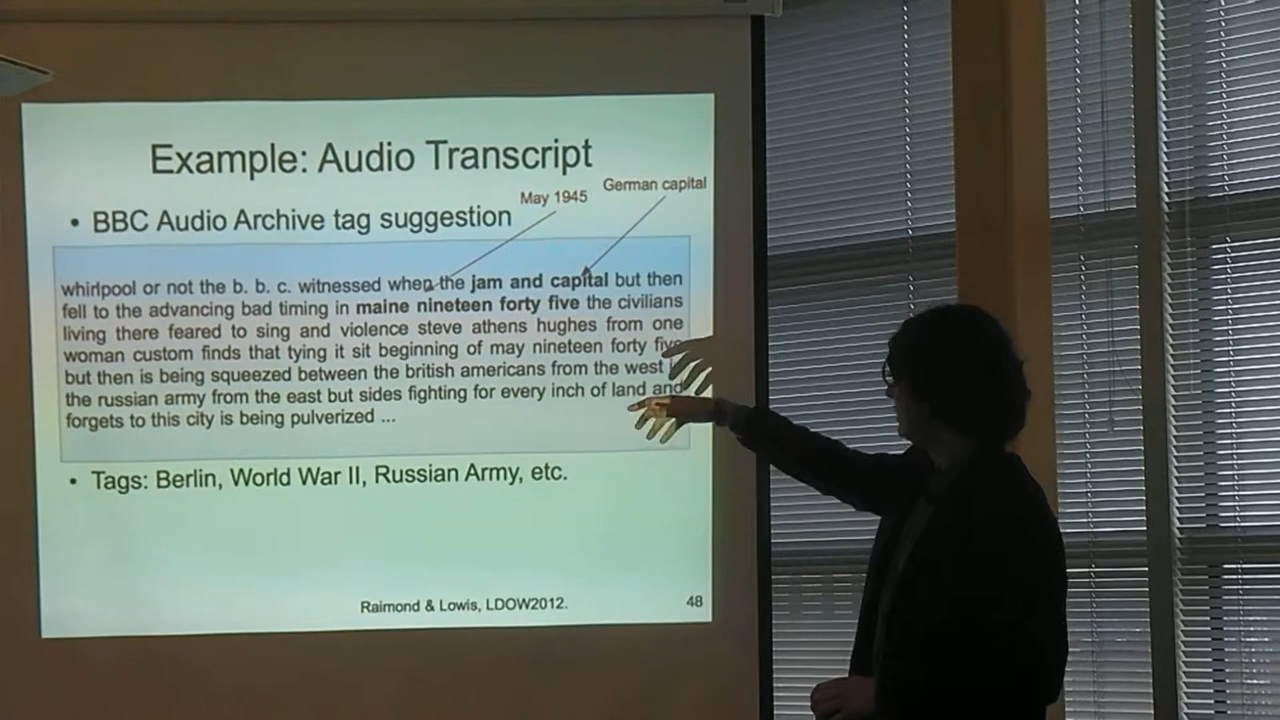 Example: Audio Transcript
May 1945
German capital
• BBC Audio Archive tag suggestion
whirlpool or not the b. b. c. witnessed when the jam and capital but then
fell to the advancing bad timing in maine nineteen forty five the civilians
living there feared to sing and violence steve athens hughes from one
woman custom finds that tying it sit beginning of may nineteen forty five
but then is being squeezed between the british americans from the west
the russian army from the east but sides fighting for every inch of land and
forgets to this city is being pulverized ...
• Tags: Berlin, World War II, Russian Army, etc.
Raimond & Lowis, LDOW2012.
48